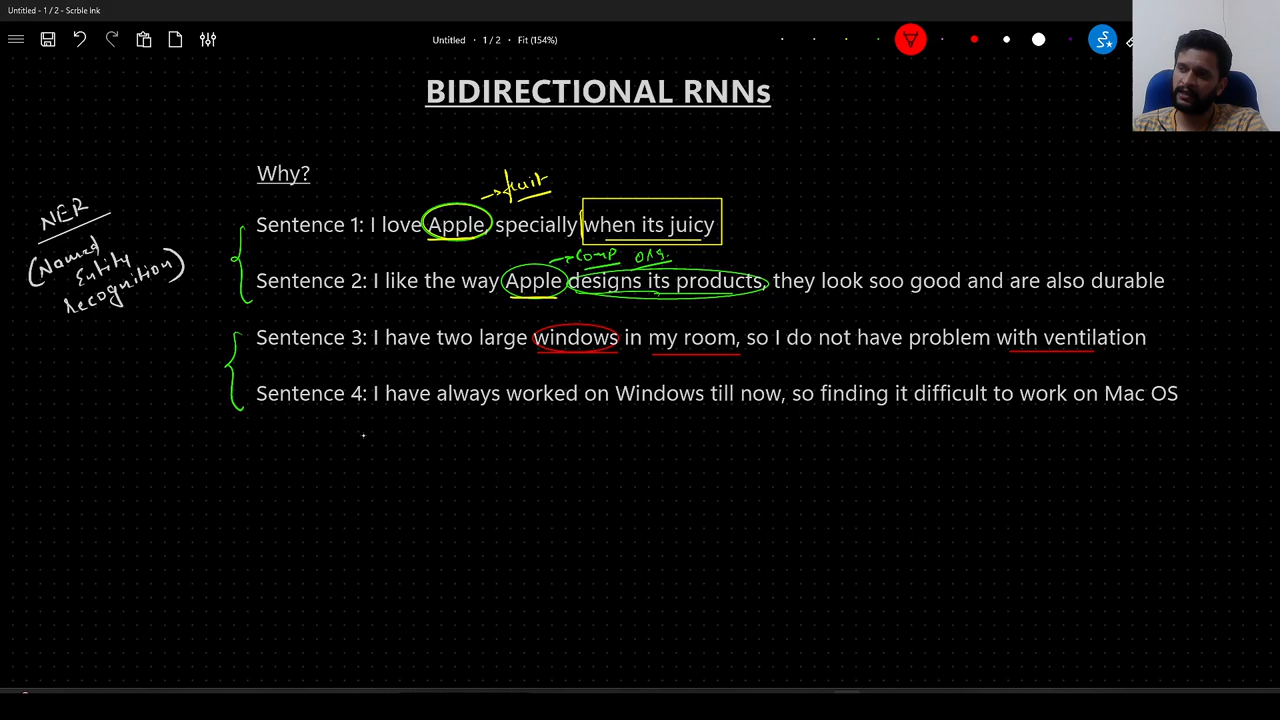 Untitled - 1 / 2 - Scrble Ink
Untitled • 1 / 2 • Fit (154%)
BIDIRECTIONAL RNNs
Why?
→ fruit
NER
(Named
Entity
Recognition)
Sentence 1: I love Apple, specially when its juicy
→ comp org.
Sentence 2: I like the way Apple designs its products, they look soo good and are also durable
Sentence 3: I have two large windows in my room, so I do not have problem with ventilation
Sentence 4: I have always worked on Windows till now, so finding it difficult to work on Mac OS